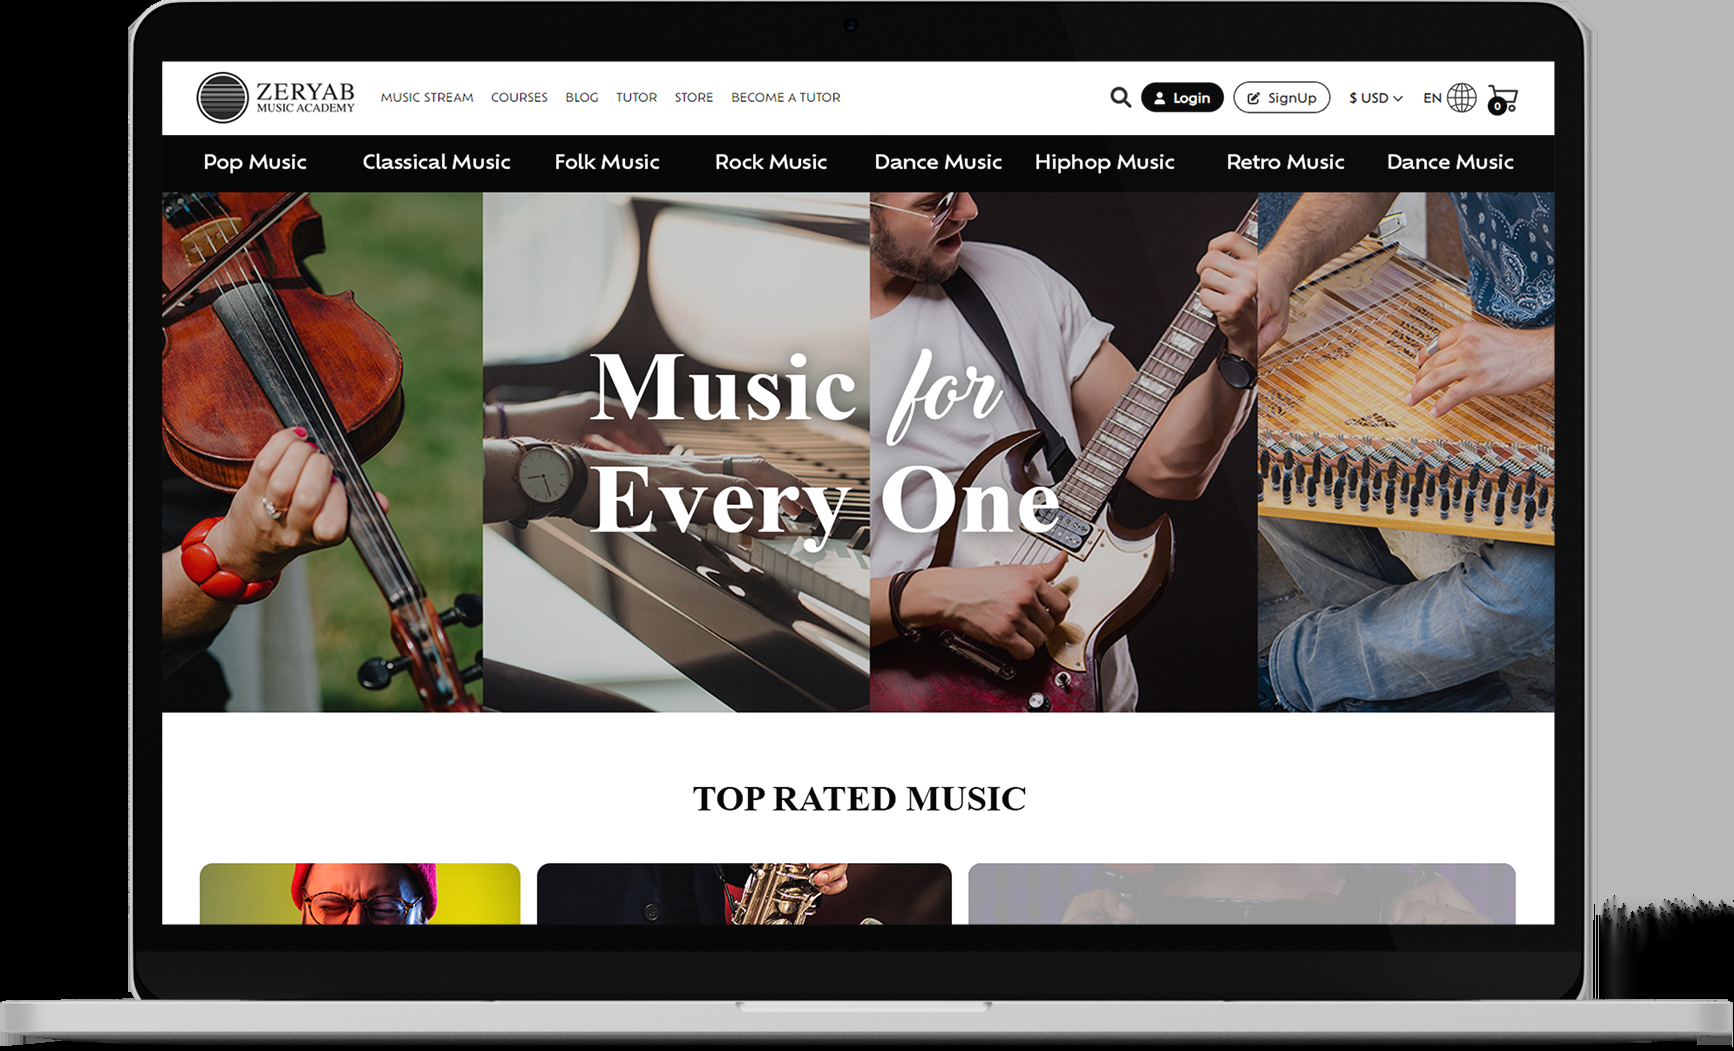 ZERYAB
MUSIC ACADEMY
MUSIC STREAM COURSES BLOG TUTOR STORE BECOME A TUTOR
Login SignUp $ USD EN 0
Pop Music Classical Music Folk Music Rock Music Dance Music Hiphop Music Retro Music Dance Music
Music for
Every One
TOP RATED MUSIC